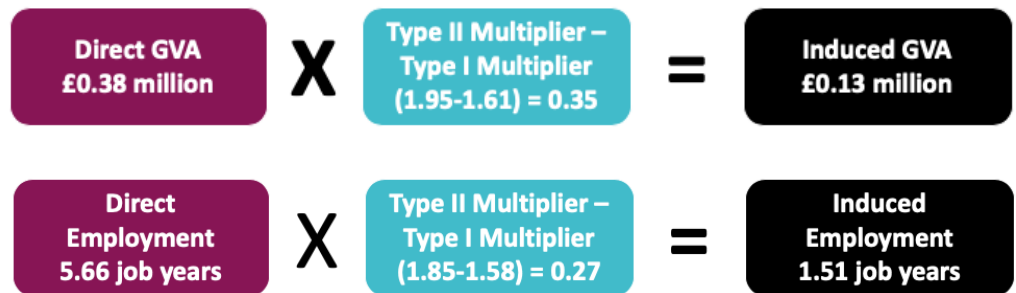 Direct GVA
£0.38 million
X
Type II Multiplier –
Type I Multiplier
(1.95-1.61) = 0.35
=
Induced GVA
£0.13 million
Direct
Employment
5.66 job years
X
Type II Multiplier –
Type I Multiplier
(1.85-1.58) = 0.27
=
Induced
Employment
1.51 job years